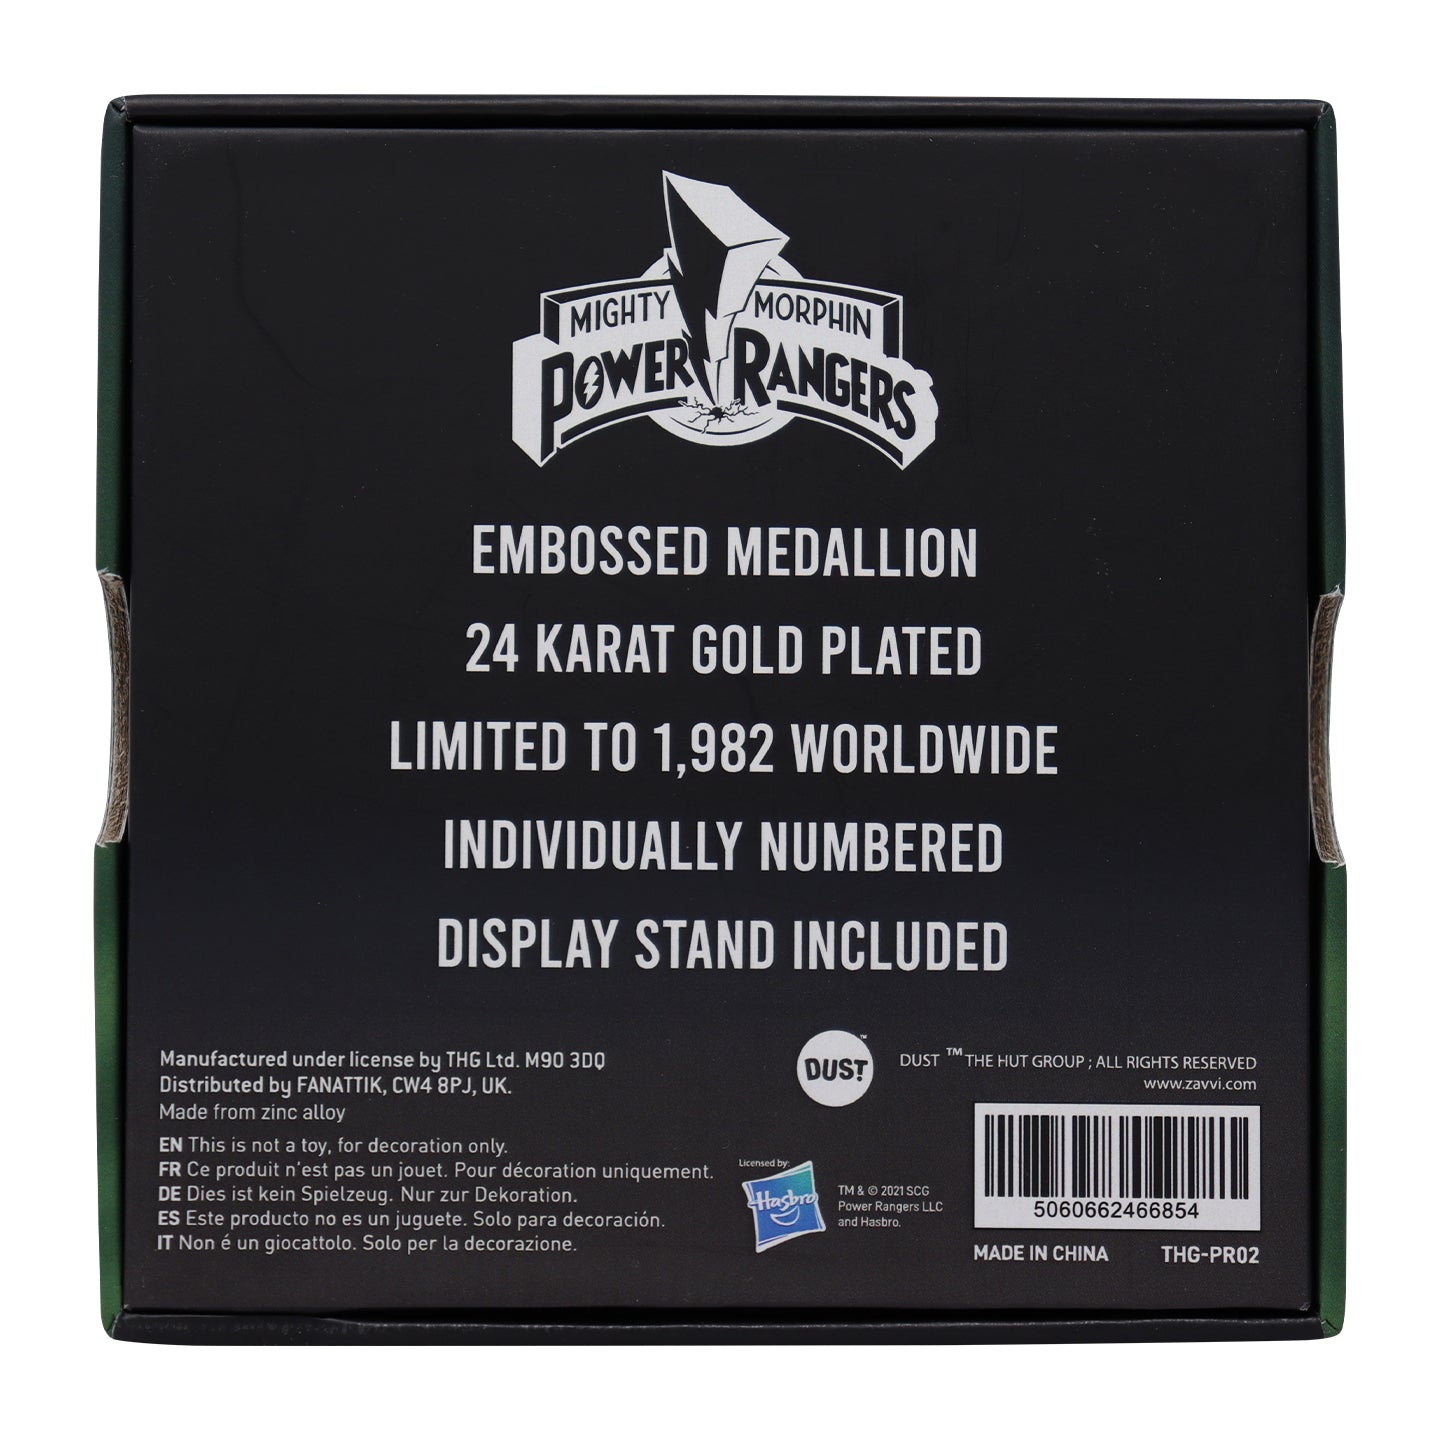 MIGHTY MORPHIN
POWER RANGERS
EMBOSSED MEDALLION
24 KARAT GOLD PLATED
LIMITED TO 1,982 WORLDWIDE
INDIVIDUALLY NUMBERED
DISPLAY STAND INCLUDED
Manufactured under license by THG Ltd. M90 3DQ
Distributed by FANATTIK, CW4 8PJ, UK.
Made from zinc alloy
EN This is not a toy, for decoration only.
FR Ce produit n'est pas un jouet. Pour décoration uniquement.
DE Dies ist kein Spielzeug. Nur zur Dekoration.
ES Este producto no es un juguete. Solo para decoración.
IT Non é un giocattolo. Solo per la decorazione.
DUST™
DUST ™ THE HUT GROUP ; ALL RIGHTS RESERVED
www.zavvi.com
Licensed by:
Hasbro
TM & © 2021 SCG
Power Rangers LLC
and Hasbro.
5060662466854
MADE IN CHINA THG-PR02